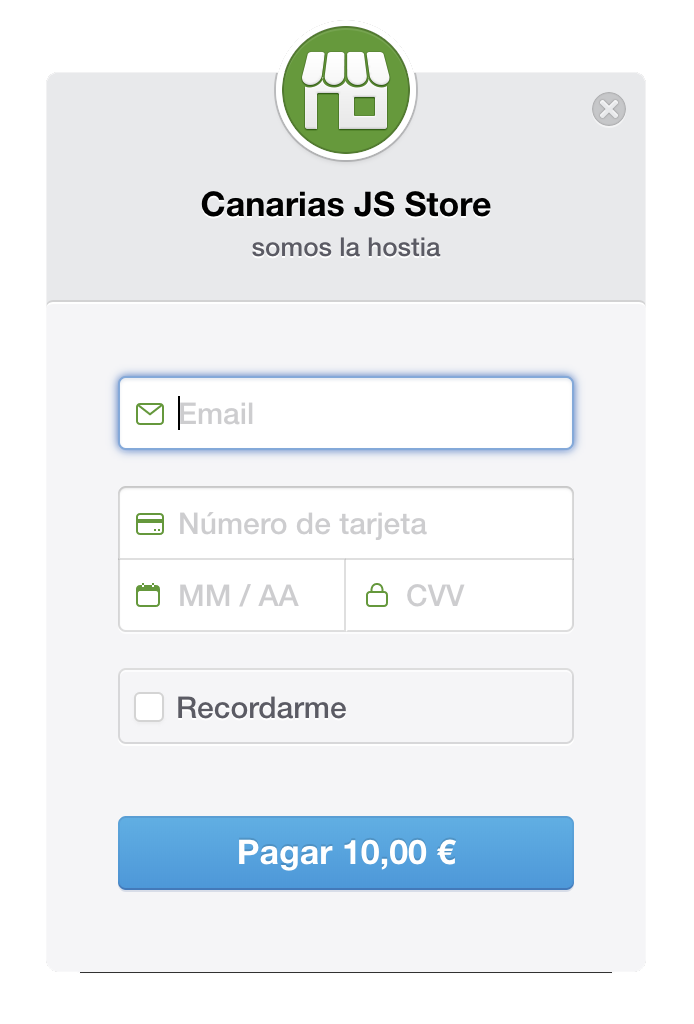 Canarias JS Store
somos la hostia
Email
Número de tarjeta
MM / AA
CVV
Recordarme
Pagar 10,00 €